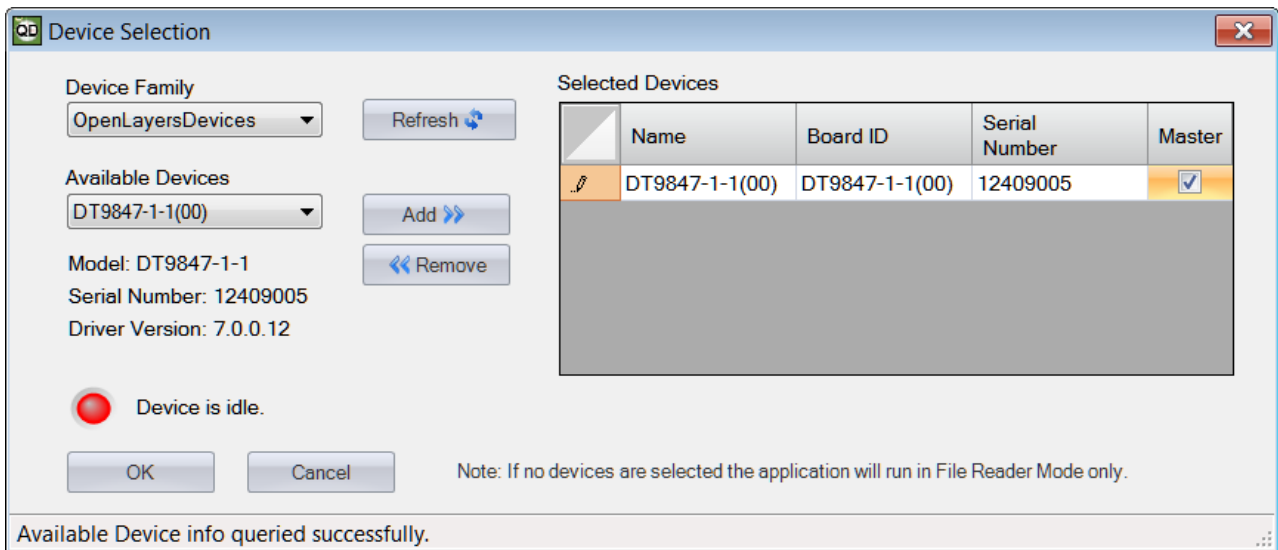 QD Device Selection
Device Family
OpenLayersDevices
Refresh
Available Devices
DT9847-1-1(00)
Add
Remove
Model: DT9847-1-1
Serial Number: 12409005
Driver Version: 7.0.0.12
Device is idle.
OK
Cancel
Selected Devices
Name
Board ID
Serial
Number
Master
DT9847-1-1(00)
DT9847-1-1(00)
12409005
Note: If no devices are selected the application will run in File Reader Mode only.
Available Device info queried successfully.